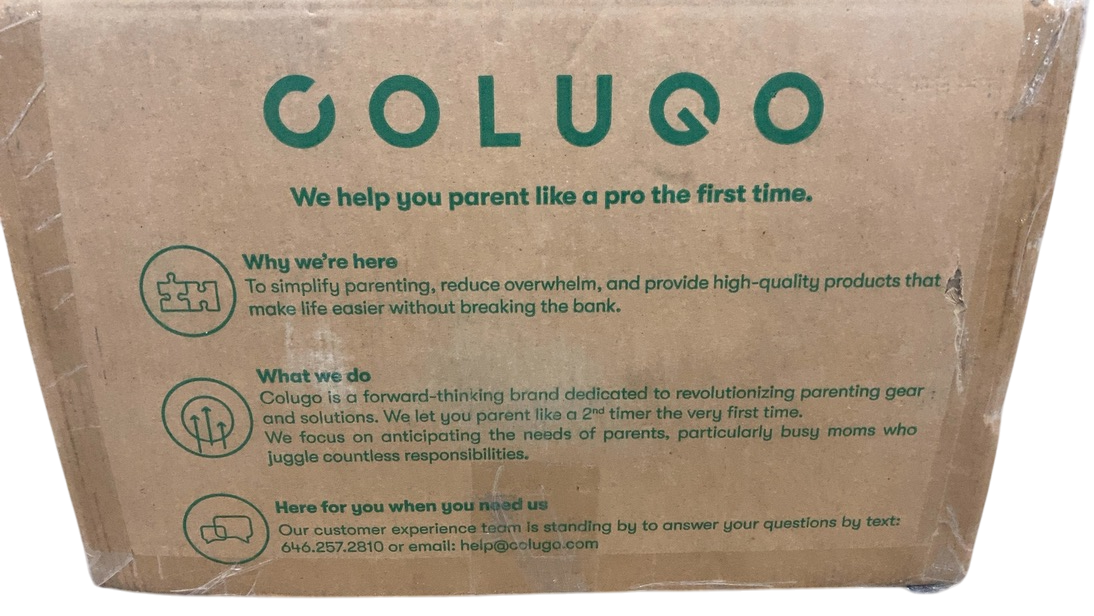 COLUGO
We help you parent like a pro the first time.
Why we're here
To simplify parenting, reduce overwhelm, and provide high-quality products that
make life easier without breaking the bank.
What we do
Colugo is a forward-thinking brand dedicated to revolutionizing parenting gear
and solutions. We let you parent like a 2nd timer the very first time.
We focus on anticipating the needs of parents, particularly busy moms who
juggle countless responsibilities.
Here for you when you need us
Our customer experience team is standing by to answer your questions by text:
646.257.2810 or email: help@colugo.com